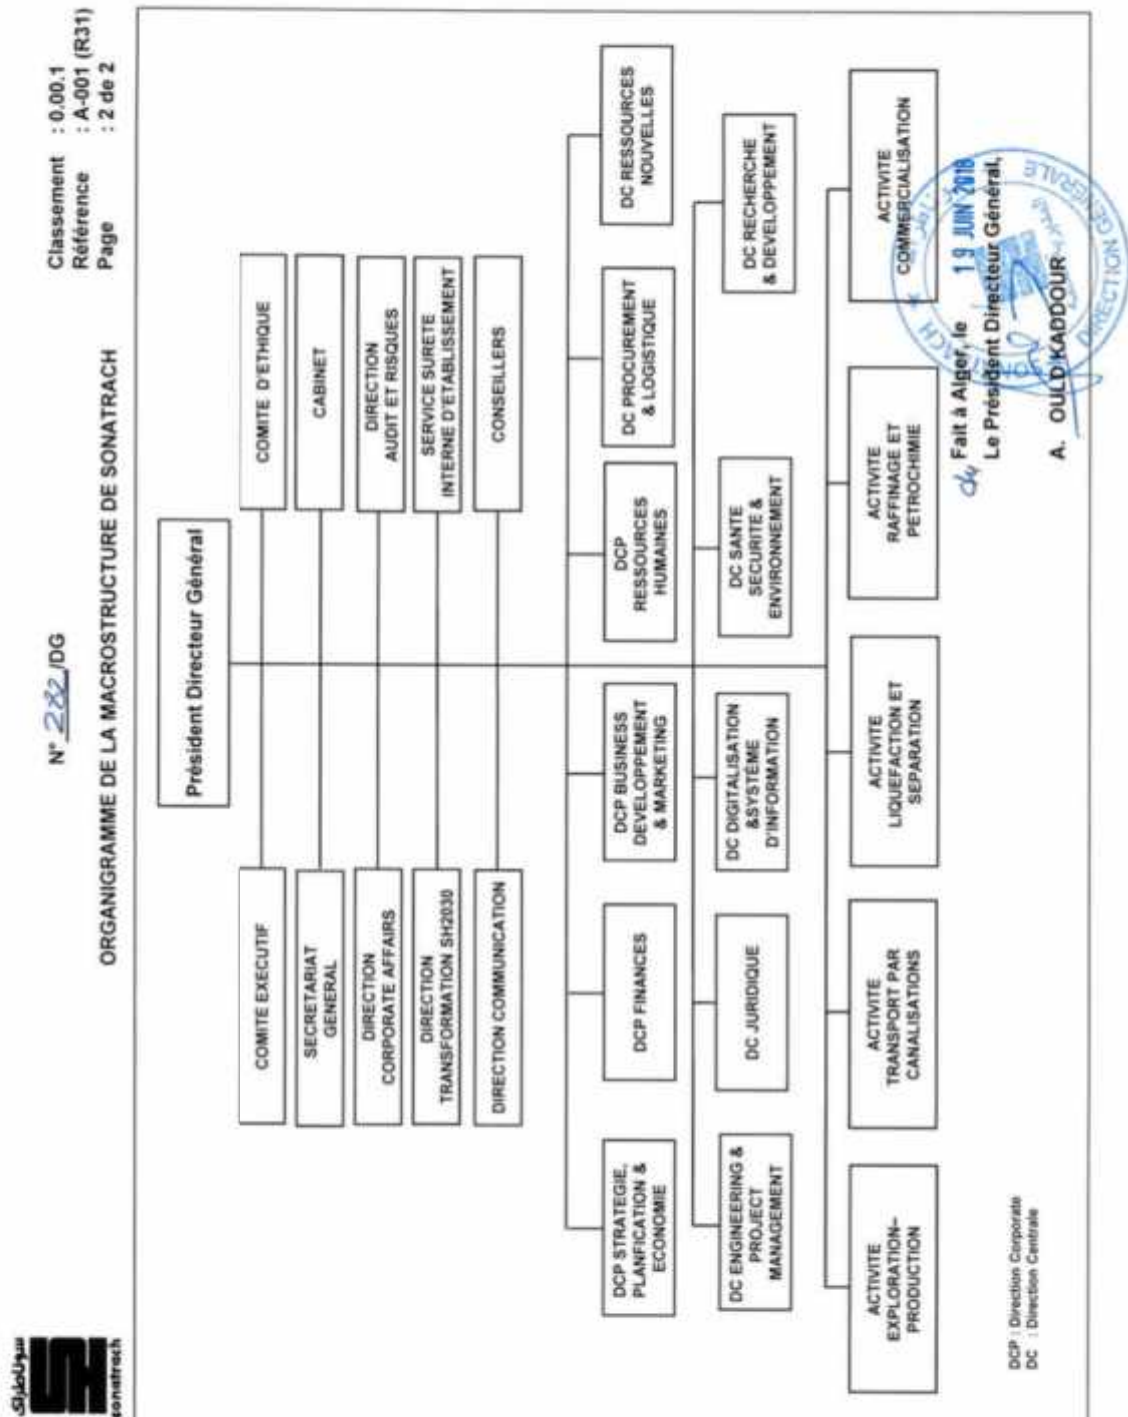 سوناطراك
sonatrach
Classement : 0.00.1
Référence : A-001 (R31)
Page : 2 de 2
N° 282/DG
ORGANIGRAMME DE LA MACROSTRUCTURE DE SONATRACH
Président Directeur Général
COMITE EXECUTIF
COMITE D'ETHIQUE
SECRETARIAT
GENERAL
CABINET
DIRECTION
CORPORATE AFFAIRS
DIRECTION
AUDIT ET RISQUES
DIRECTION
TRANSFORMATION SH2030
SERVICE SURETE
INTERNE D'ETABLISSEMENT
DIRECTION COMMUNICATION
CONSEILLERS
DCP STRATEGIE,
PLANFICATION &
ECONOMIE
DCP FINANCES
DCP BUSINESS
DEVELOPPEMENT
& MARKETING
DCP
RESSOURCES
HUMAINES
DC PROCUREMENT
& LOGISTIQUE
DC RESSOURCES
NOUVELLES
DC ENGINEERING &
PROJECT
MANAGEMENT
DC JURIDIQUE
DC DIGITALISATION
&SYSTÉME
D'INFORMATION
DC SANTE
SECURITE &
ENVIRONNEMENT
DC RECHERCHE
& DEVELOPPEMENT
ACTIVITE
EXPLORATION–
PRODUCTION
ACTIVITE
TRANSPORT PAR
CANALISATIONS
ACTIVITE
LIQUEFACTION ET
SEPARATION
ACTIVITE
RAFFINAGE ET
PETROCHIMIE
ACTIVITE
COMMERCIALISATION
Fait à Alger, le 19 JUIN 2018
Le Président Directeur Général,
A. OULD KADDOUR
DIRECTION GÉNÉRALE
DCP : Direction Corporate
DC : Direction Centrale